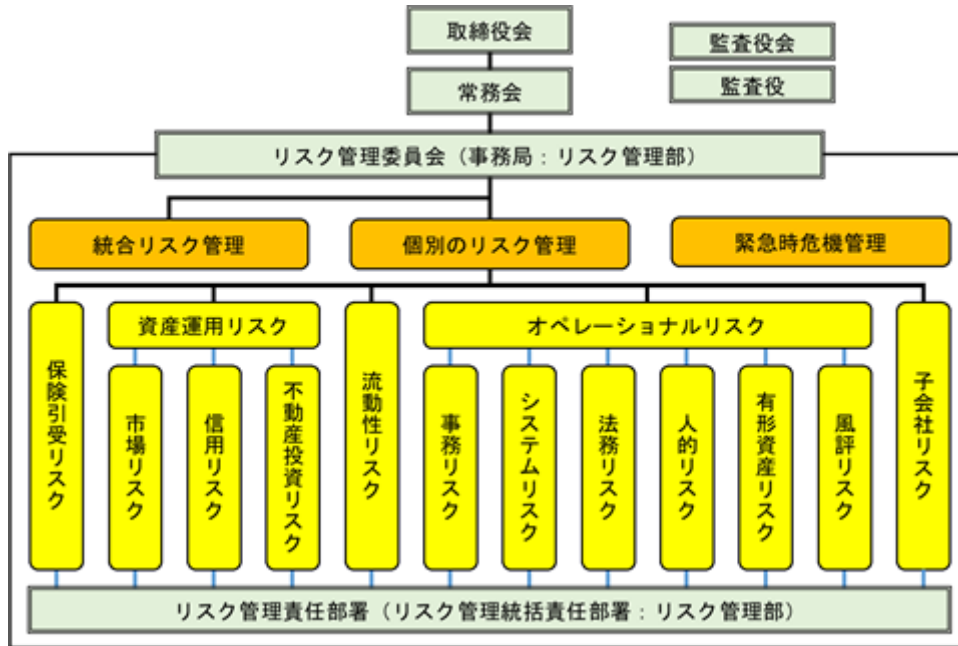 取締役会
監査役会
常務会
監査役
リスク管理委員会（事務局：リスク管理部）
統合リスク管理
個別のリスク管理
緊急時危機管理
保険引受リスク
資産運用リスク
市場リスク
信用リスク
不動産投資リスク
流動性リスク
オペレーショナルリスク
事務リスク
システムリスク
法務リスク
人的リスク
有形資産リスク
風評リスク
子会社リスク
リスク管理責任部署（リスク管理統括責任部署：リスク管理部）